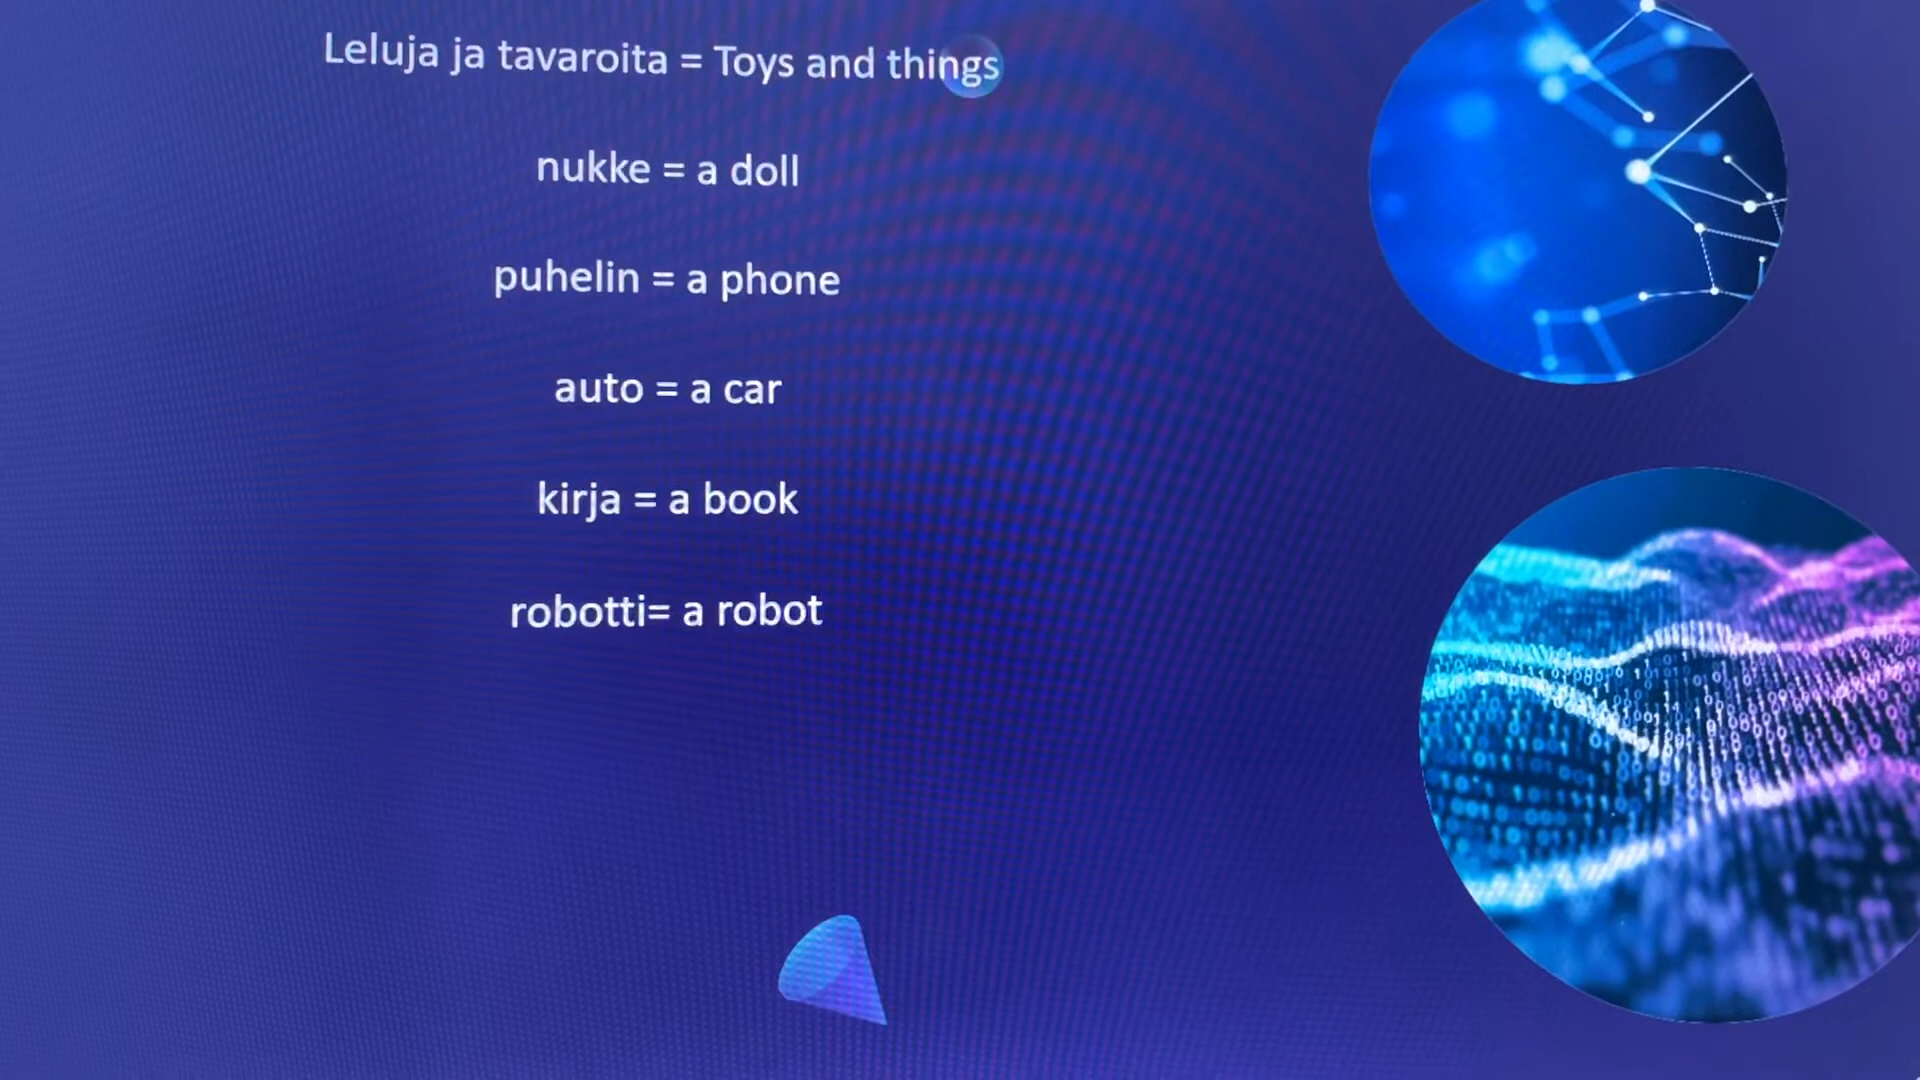 Leluja ja tavaroita = Toys and things
nukke = a doll
puhelin = a phone
auto = a car
kirja = a book
robotti= a robot